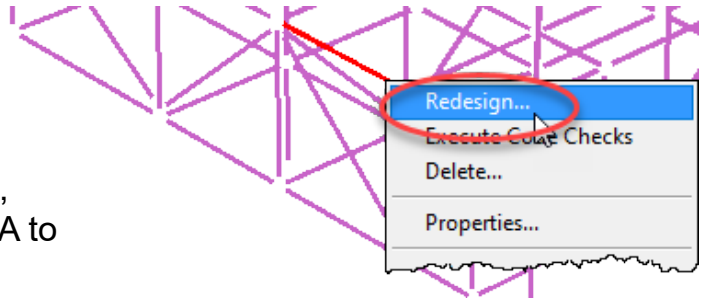 Redesign...
Execute Code Checks
Delete...
,
A to
Properties...